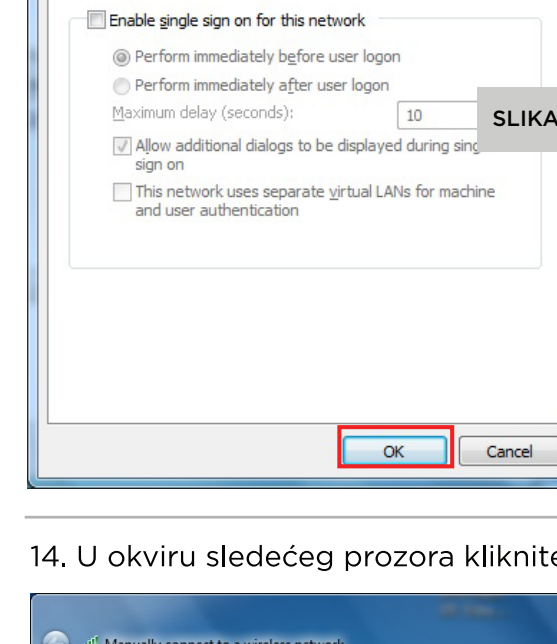 Enable single sign on for this network
Perform immediately before user logon
Perform immediately after user logon
Maximum delay (seconds):
10
SLIKA
Allow additional dialogs to be displayed during
sign on
This network uses separate virtual LANs for machine
and user authentication
OK
Cancel
14. U okviru sledećeg prozora kliknite
Manually connect to a wireless network